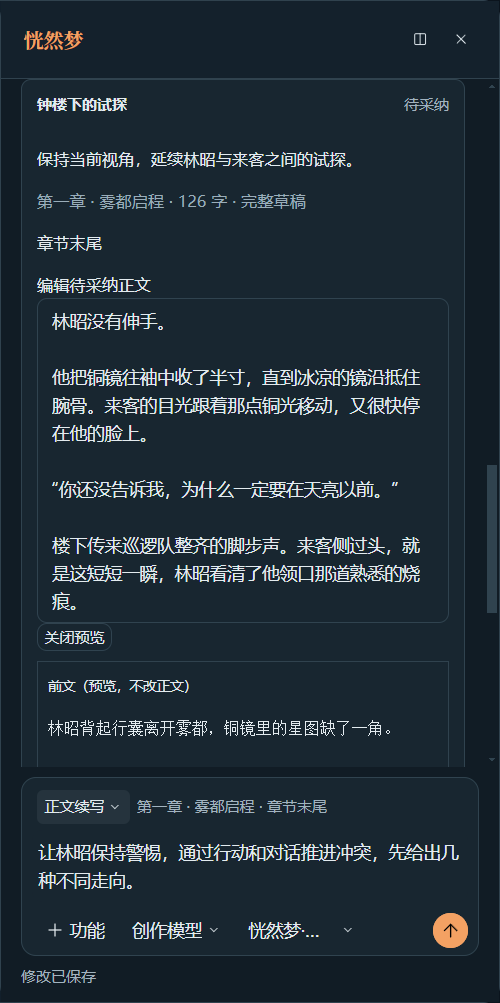 恍然梦
钟楼下的试探 待采纳
保持当前视角，延续林昭与来客之间的试探。
第一章 · 雾都启程 · 126 字 · 完整草稿
章节末尾
编辑待采纳正文
林昭没有伸手。
他把铜镜往袖中收了半寸，直到冰凉的镜沿抵住
腕骨。来客的目光跟着那点铜光移动，又很快停
在他的脸上。
“你还没告诉我，为什么一定要在天亮以前。”
楼下传来巡逻队整齐的脚步声。来客侧过头，就
是这短短一瞬，林昭看清了他领口那道熟悉的烧
痕。
关闭预览
前文（预览，不改正文）
林昭背起行囊离开雾都，铜镜里的星图缺了一角。
正文续写 第一章 · 雾都启程 · 章节末尾
让林昭保持警惕，通过行动和对话推进冲突，先给出几
种不同走向。
功能 创作模型 恍然梦·...
修改已保存